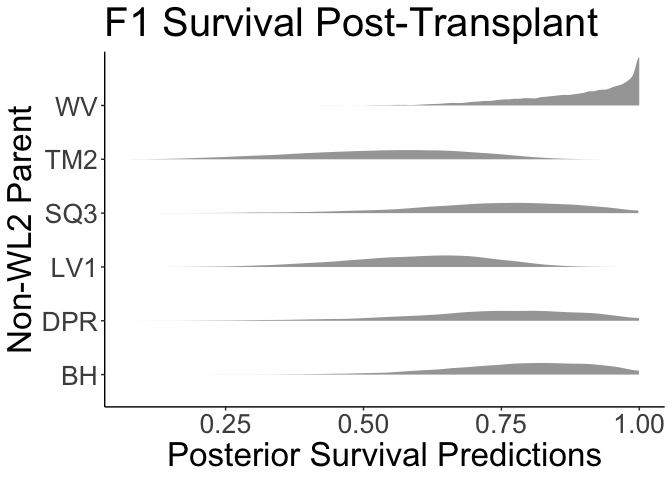 F1 Survival Post-Transplant
Non-WL2 Parent
WV
TM2
SQ3
LV1
DPR
BH
0.25 0.50 0.75 1.00
Posterior Survival Predictions